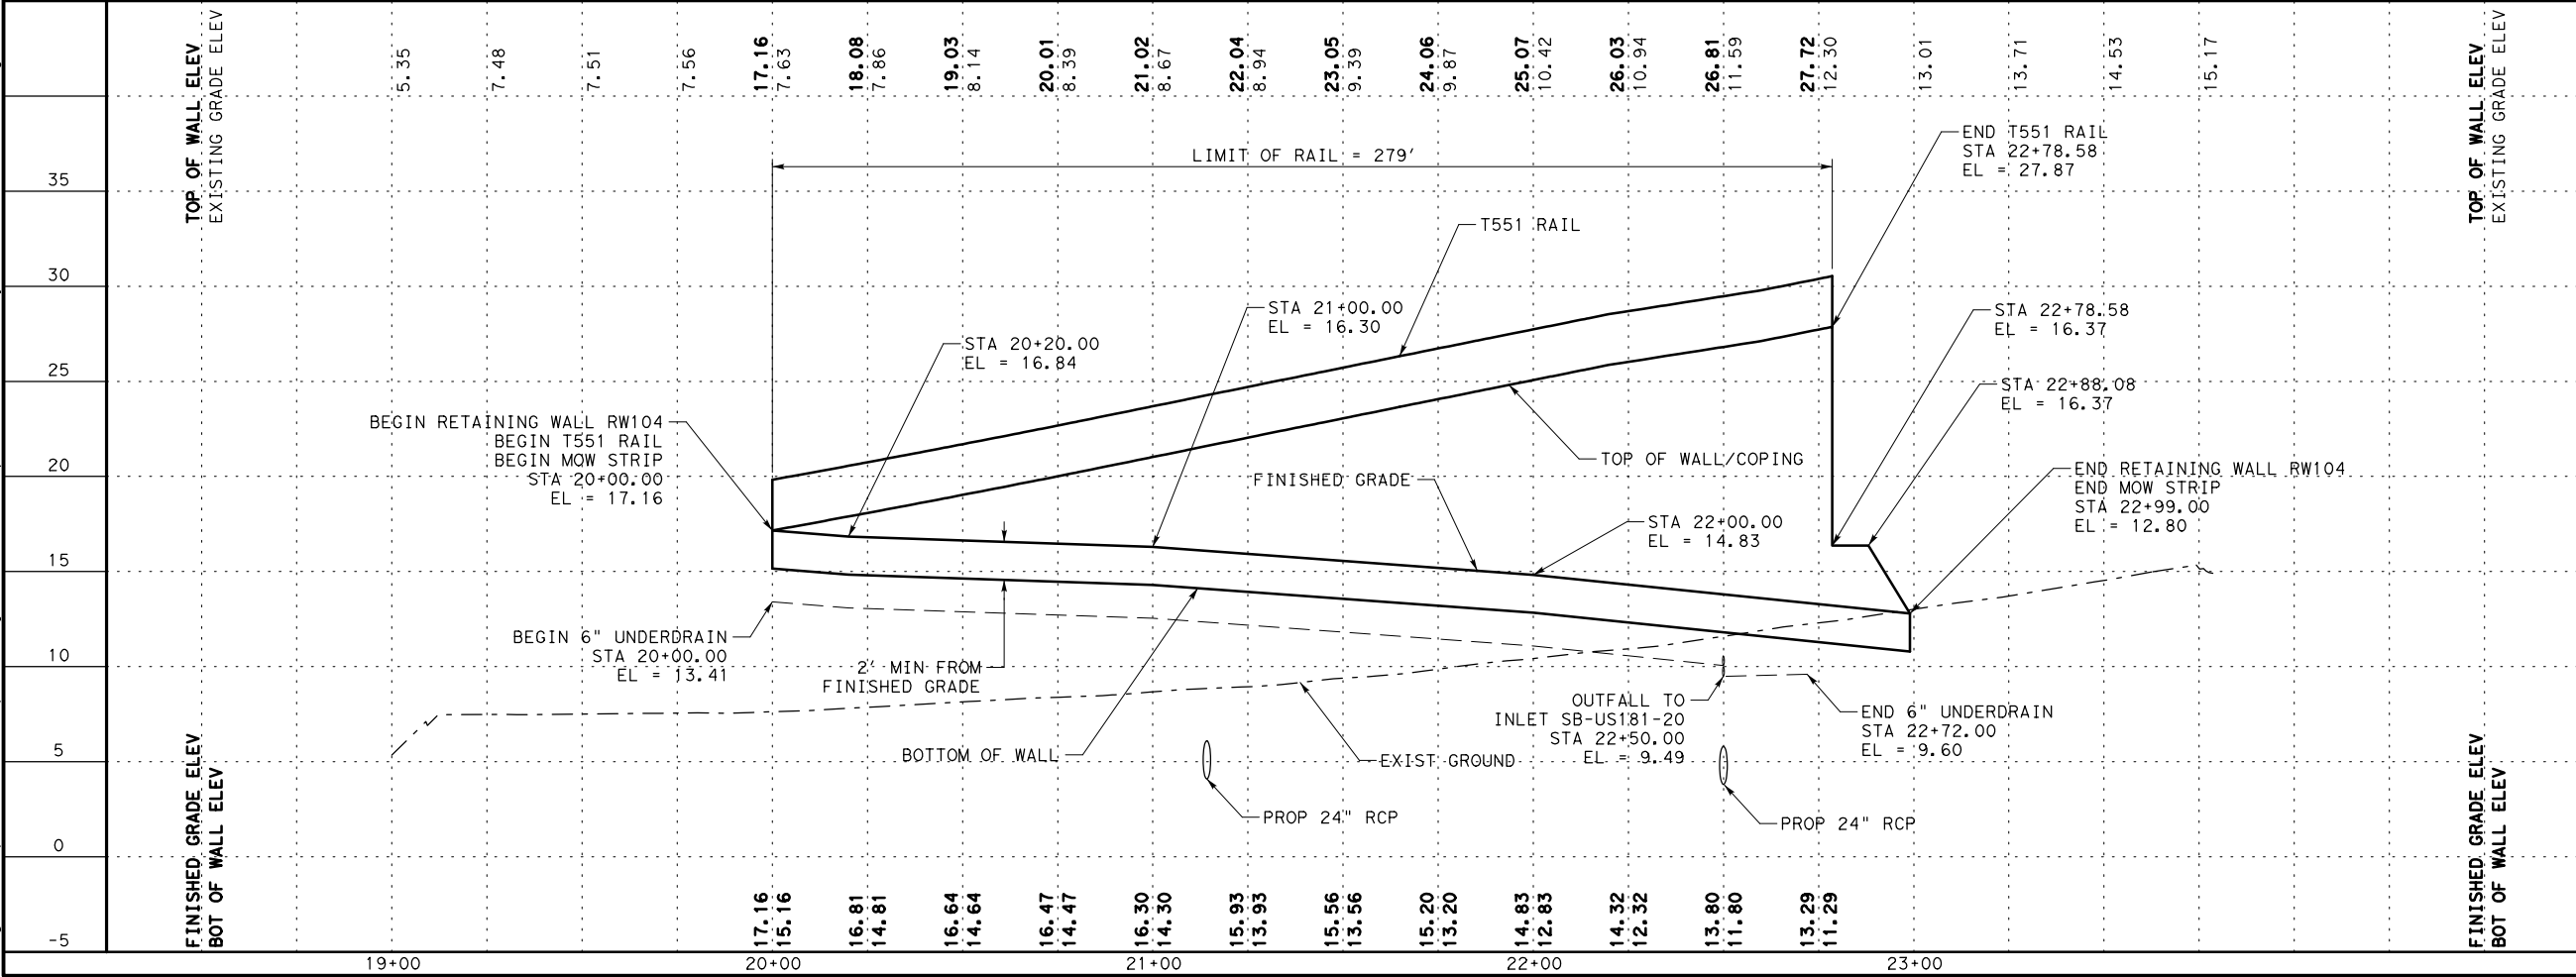 TOP OF WALL ELEV
EXISTING GRADE ELEV
5.35
7.48
7.51
7.56
17.16
7.63
18.08
7.86
19.03
8.14
20.01
8.39
21.02
8.67
22.04
8.94
23.05
9.39
24.06
9.87
25.07
10.42
26.03
10.94
26.81
11.59
27.72
12.30
13.01
13.71
14.53
15.17
TOP OF WALL ELEV
EXISTING GRADE ELEV
35
30
25
20
15
10
5
0
-5
LIMIT OF RAIL = 279'
END T551 RAIL
STA 22+78.58
EL = 27.87
T551 RAIL
STA 21+00.00
EL = 16.30
STA 20+20.00
EL = 16.84
STA 22+78.58
EL = 16.37
STA 22+88.08
EL = 16.37
BEGIN RETAINING WALL RW104
BEGIN T551 RAIL
BEGIN MOW STRIP
STA 20+00.00
EL = 17.16
TOP OF WALL/COPING
FINISHED GRADE
END RETAINING WALL RW104
END MOW STRIP
STA 22+99.00
EL = 12.80
STA 22+00.00
EL = 14.83
BEGIN 6" UNDERDRAIN
STA 20+00.00
EL = 13.41
2' MIN FROM
FINISHED GRADE
OUTFALL TO
INLET SB-US181-20
STA 22+50.00
EL = 9.49
END 6" UNDERDRAIN
STA 22+72.00
EL = 9.60
BOTTOM OF WALL
EXIST GROUND
PROP 24" RCP
PROP 24" RCP
FINISHED GRADE ELEV
BOT OF WALL ELEV
17.16
15.16
16.81
14.81
16.64
14.64
16.47
14.47
16.30
14.30
15.93
13.93
15.56
13.56
15.20
13.20
14.83
12.83
14.32
12.32
13.80
11.80
13.29
11.29
FINISHED GRADE ELEV
BOT OF WALL ELEV
19+00
20+00
21+00
22+00
23+00